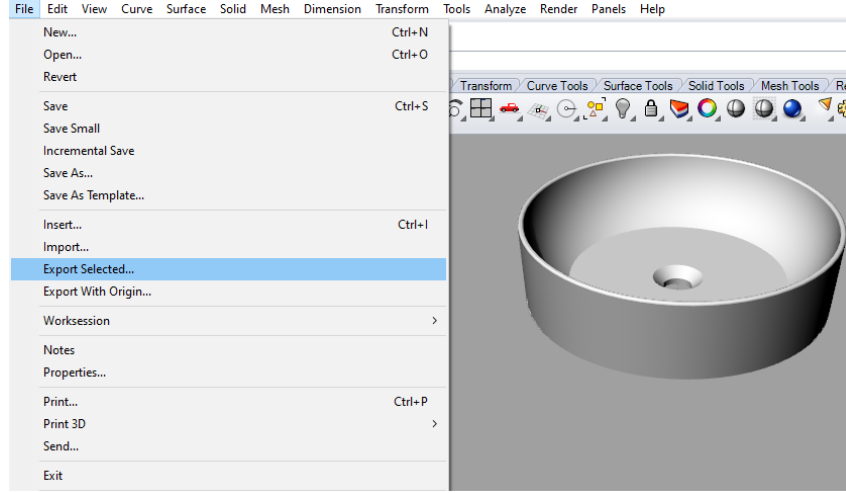 File Edit View Curve Surface Solid Mesh Dimension Transform Tools Analyze Render Panels Help
New... Ctrl+N
Open... Ctrl+O
Revert
Transform Curve Tools Surface Tools Solid Tools Mesh Tools
Save Ctrl+S
Save Small
Incremental Save
Save As...
Save As Template...
Insert... Ctrl+I
Import...
Export Selected...
Export With Origin...
Worksession
Notes
Properties...
Print... Ctrl+P
Print 3D
Send...
Exit